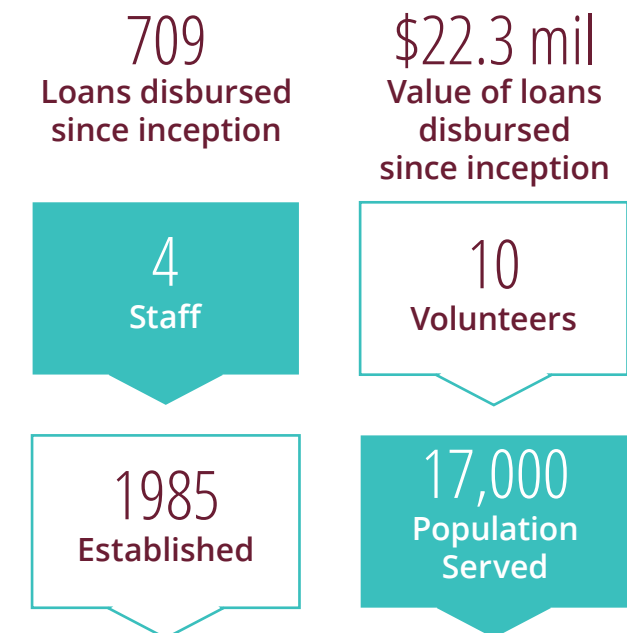 709
Loans disbursed
since inception
$22.3 mil
Value of loans
disbursed
since inception
4
Staff
10
Volunteers
1985
Established
17,000
Population
Served